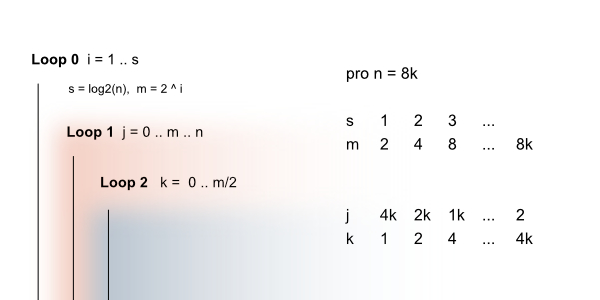 Loop 0 i = 1 .. s
s = log2(n), m = 2 ^ i
Loop 1 j = 0 .. m .. n
Loop 2 k = 0 .. m/2
pro n = 8k
s 1 2 3 ...
m 2 4 8 ... 8k
j 4k 2k 1k ... 2
k 1 2 4 ... 4k